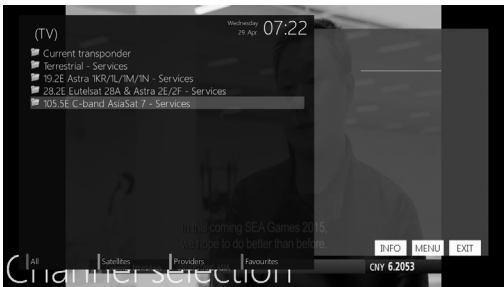 (TV)
Wednesday
29 Apr 07:22
Current transponder
Terrestrial - Services
19.2E Astra 1KR/1L/1M/1N - Services
28.2E Eutelsat 28A & Astra 2E/2F - Services
105.5E C-band AsiaSat 7 - Services
In this coming SEA Games 2015,
we hope to do better than before.
INFO MENU EXIT
All Satellites Providers Favourites
Channel selection
CNY 6.2053